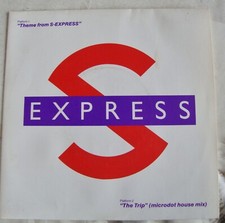 "Theme from S-EXPRESS"
S
EXPRESS
"The Trip" (microdot house mix)